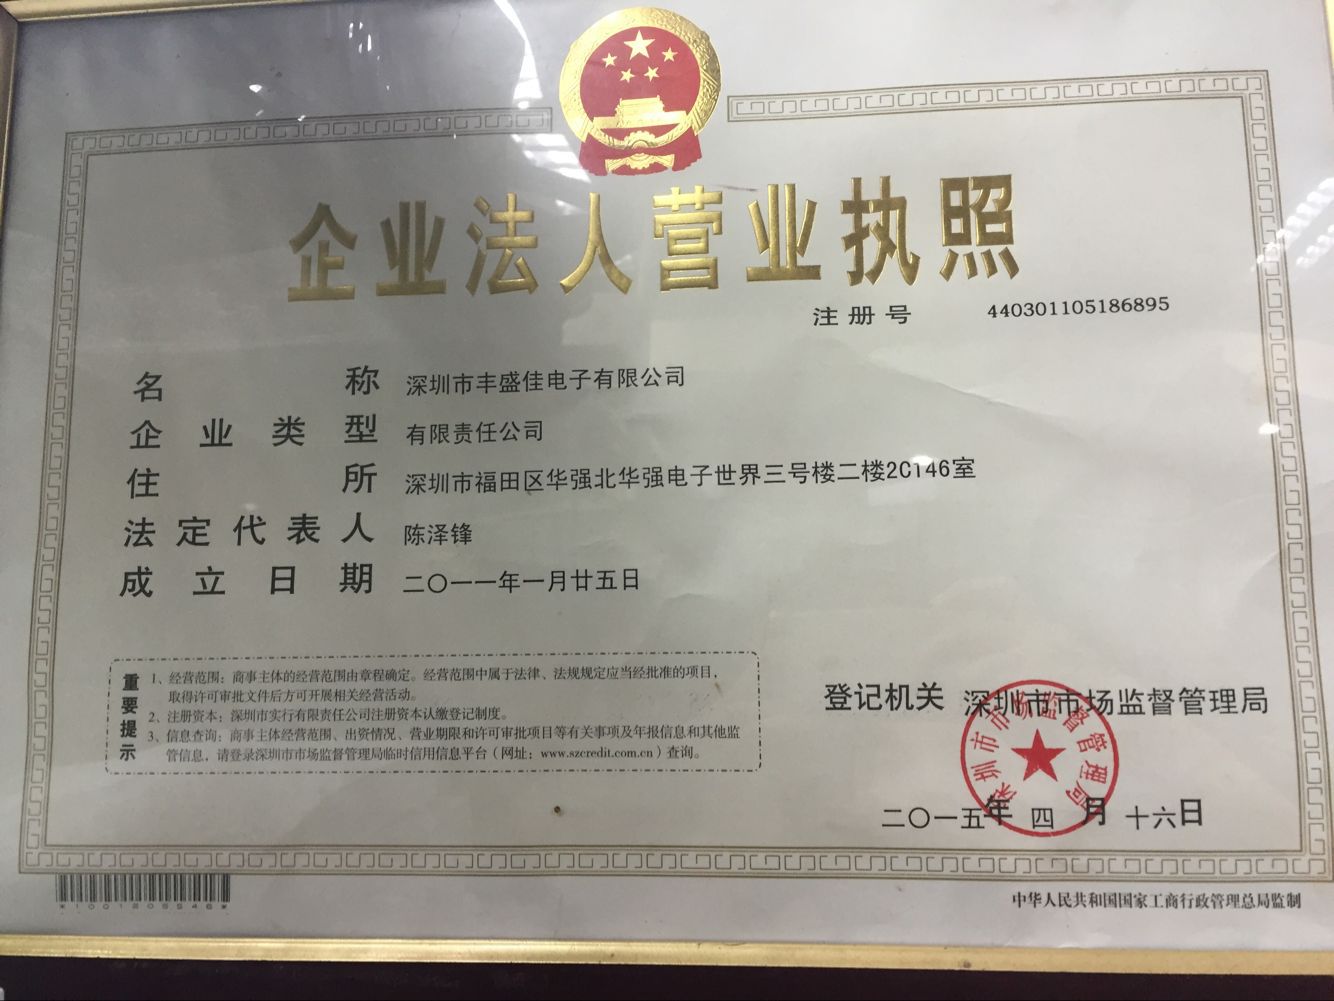 企业法人营业执照
注册号 440301105186895
名称 深圳市丰盛佳电子有限公司
企业类型 有限责任公司
住所 深圳市福田区华强北华强电子世界三号楼二楼2C146室
法定代表人 陈泽锋
成立日期 二〇一一年一月廿五日
重要提示
1、经营范围：商事主体的经营范围由章程确定。经营范围中属于法律、法规规定应当经批准的项目，
取得许可审批文件后方可开展相关经营活动。
2、注册资本：深圳市实行有限责任公司注册资本认缴登记制度。
3、信息查询：商事主体经营范围、出资情况、营业期限和许可审批项目等有关事项及年报信息和其他监
管信息，请登录深圳市市场监督管理局临时信用信息平台（网址：www.szcredit.com.cn）查询。
登记机关 深圳市市场监督管理局
深圳市市场监督管理局
二〇一五年四月十六日
*1001205546*
中华人民共和国国家工商行政管理总局监制